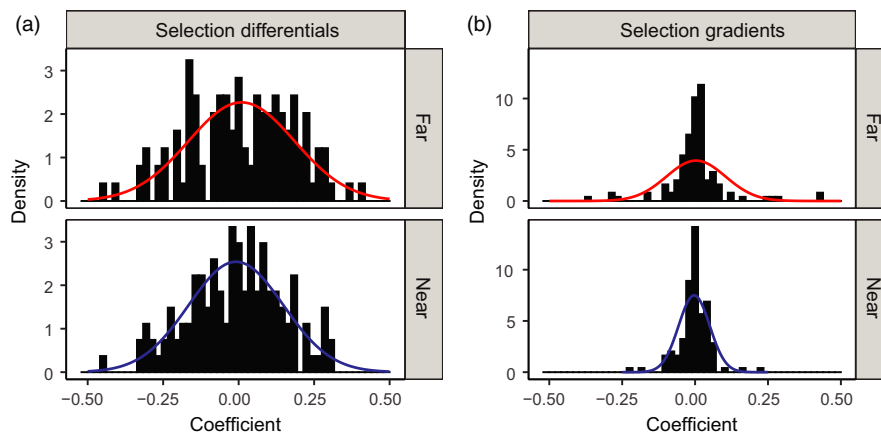 (a)
Selection differentials
3
2
1
0
Far
3
2
1
0
Near
Density
−0.50
−0.25
0.00
0.25
0.50
Coefficient
(b)
Selection gradients
10
5
0
Far
10
5
0
Near
Density
−0.50
−0.25
0.00
0.25
0.50
Coefficient